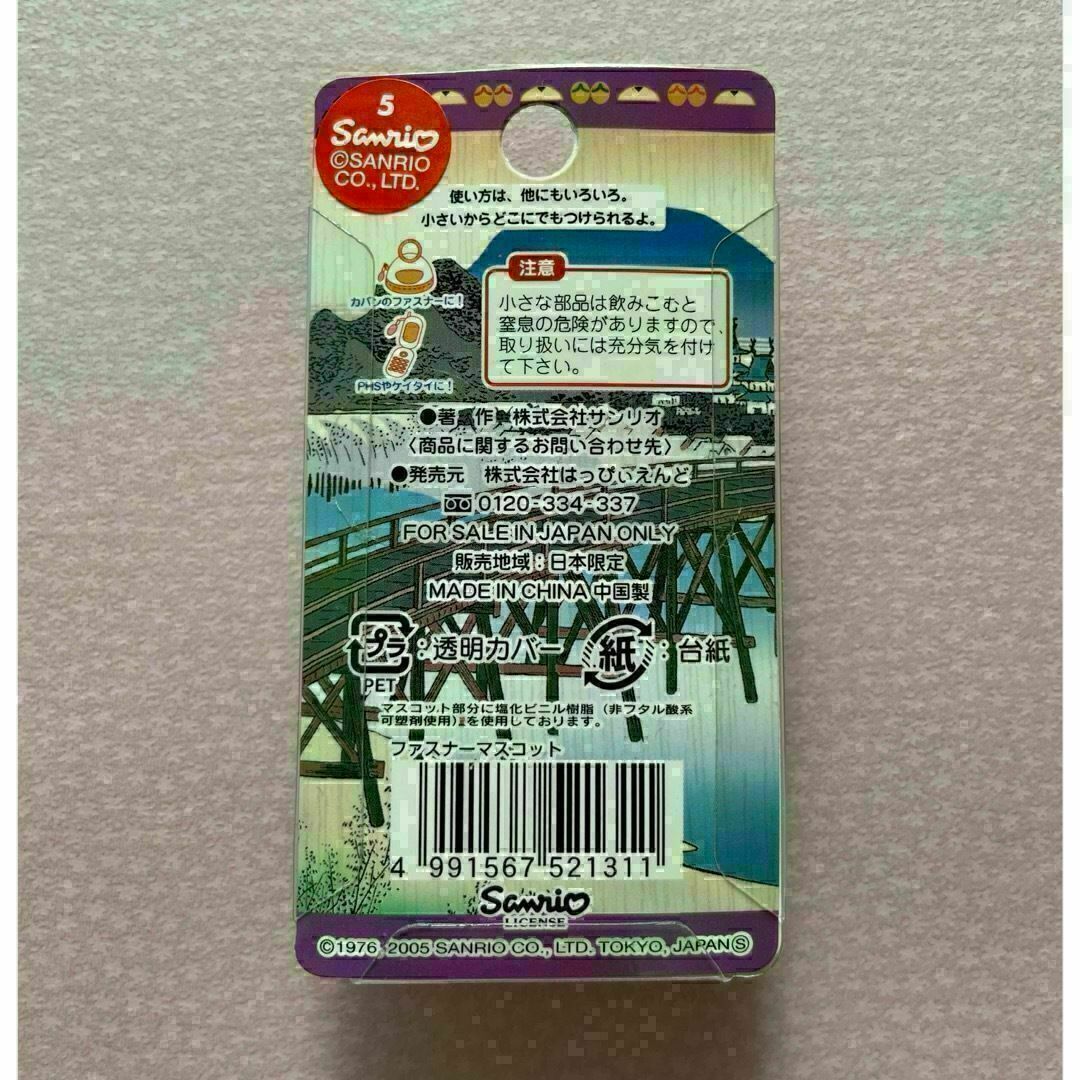 5
Sanrio
©SANRIO
CO., LTD.
使い方は、他にもいろいろ。
小さいからどこにでもつけられるよ。
カバンのファスナーに!
PHSやケイタイに!
注意
小さな部品は飲みこむと
窒息の危険がありますので、
取り扱いには充分気を付け
て下さい。
●著 作 株式会社サンリオ
〈商品に関するお問い合わせ先〉
●発売元 株式会社はっぴぃえんど
0120-334-337
FOR SALE IN JAPAN ONLY
販売地域:日本限定
MADE IN CHINA 中国製
プラ:透明カバー 紙:台紙
PET
マスコット部分に塩化ビニル樹脂(非フタル酸系
可塑剤使用)を使用しております。
ファスナーマスコット
4 991567 521311
Sanrio
LICENSE
©1976, 2005 SANRIO CO., LTD. TOKYO, JAPAN Ⓢ